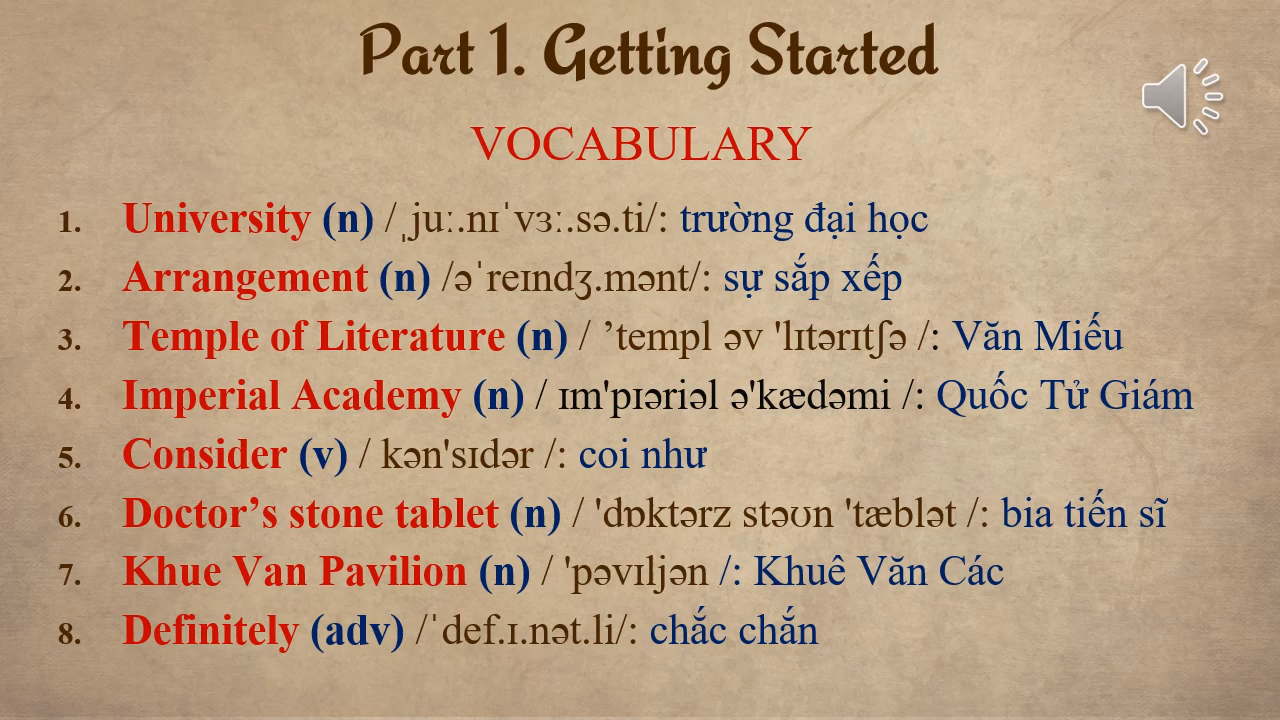 Part 1. Getting Started
VOCABULARY
1. University (n) /ˌjuː.nɪˈvɜː.sə.ti/: trường đại học
2. Arrangement (n) /əˈreɪndʒ.mənt/: sự sắp xếp
3. Temple of Literature (n) / ’templ əv 'lɪtərɪtʃə /: Văn Miếu
4. Imperial Academy (n) / ɪm'pɪəriəl ə'kædəmi /: Quốc Tử Giám
5. Consider (v) / kən'sɪdər /: coi như
6. Doctor’s stone tablet (n) / 'dɒktərz stəʊn 'tæblət /: bia tiến sĩ
7. Khue Van Pavilion (n) / 'pəvɪljən /: Khuê Văn Các
8. Definitely (adv) /ˈdef.ɪ.nət.li/: chắc chắn